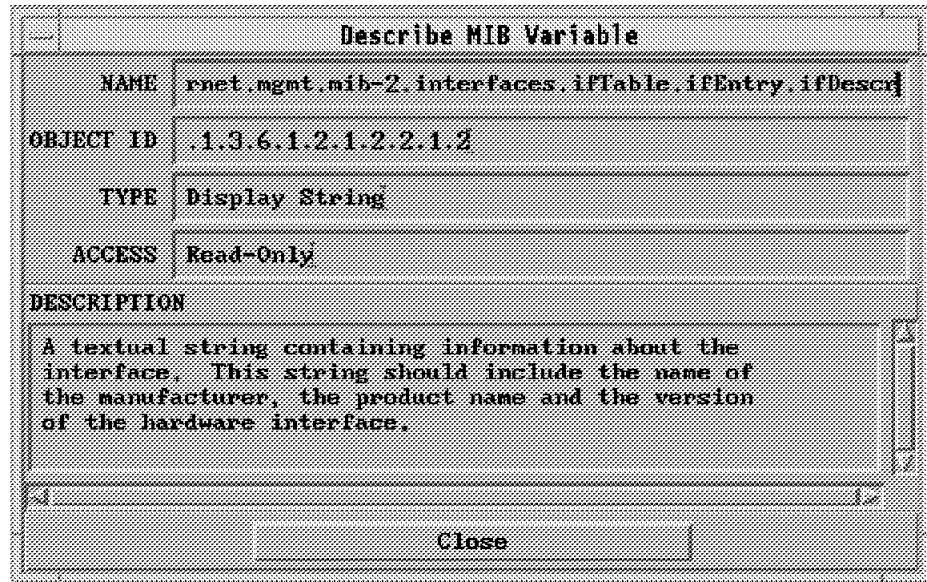 Describe MIB Variable
NAME rnet.mgmt.mib-2.interfaces.ifTable.ifEntry.ifDescr
OBJECT ID .1.3.6.1.2.1.2.2.1.2
TYPE Display String
ACCESS Read-Only
DESCRIPTION
A textual string containing information about the
interface. This string should include the name of
the manufacturer, the product name and the version
of the hardware interface.
Close